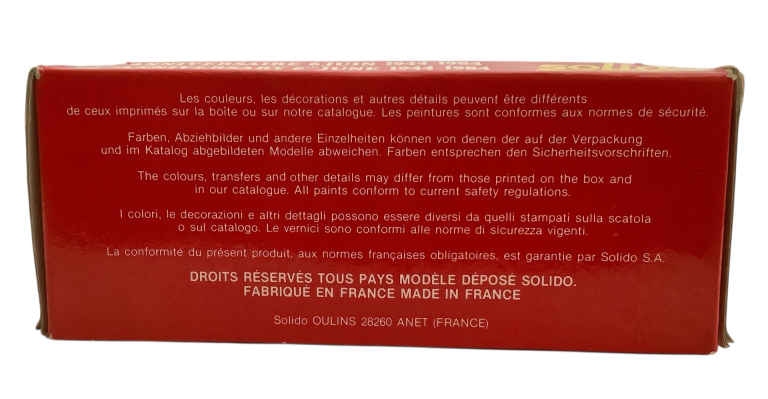 6 JUNE 1944 1984
Les couleurs, les décorations et autres détails peuvent être différents
de ceux imprimés sur la boîte ou sur notre catalogue. Les peintures sont conformes aux normes de sécurité.
Farben, Abziehbilder und andere Einzelheiten können von denen der auf der Verpackung
und im Katalog abgebildeten Modelle abweichen. Farben entsprechen den Sicherheitsvorschriften.
The colours, transfers and other details may differ from those printed on the box and
in our catalogue. All paints conform to current safety regulations.
I colori, le decorazioni e altri dettagli possono essere diversi da quelli stampati sulla scatola
o sul catalogo. Le vernici sono conformi alle norme di sicurezza vigenti.
La conformité du présent produit, aux normes françaises obligatoires, est garantie par Solido S.A.
DROITS RÉSERVÉS TOUS PAYS MODÈLE DÉPOSÉ SOLIDO.
FABRIQUÉ EN FRANCE MADE IN FRANCE
Solido OULINS 28260 ANET (FRANCE)